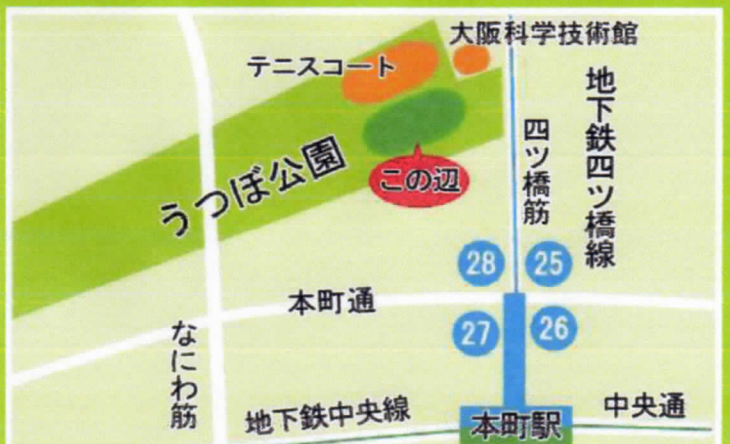 大阪科学技術館
テニスコート
地下鉄四ツ橋線
四ツ橋筋
うつぼ公園
この辺
28
25
本町通
27
26
なにわ筋
地下鉄中央線
本町駅
中央通